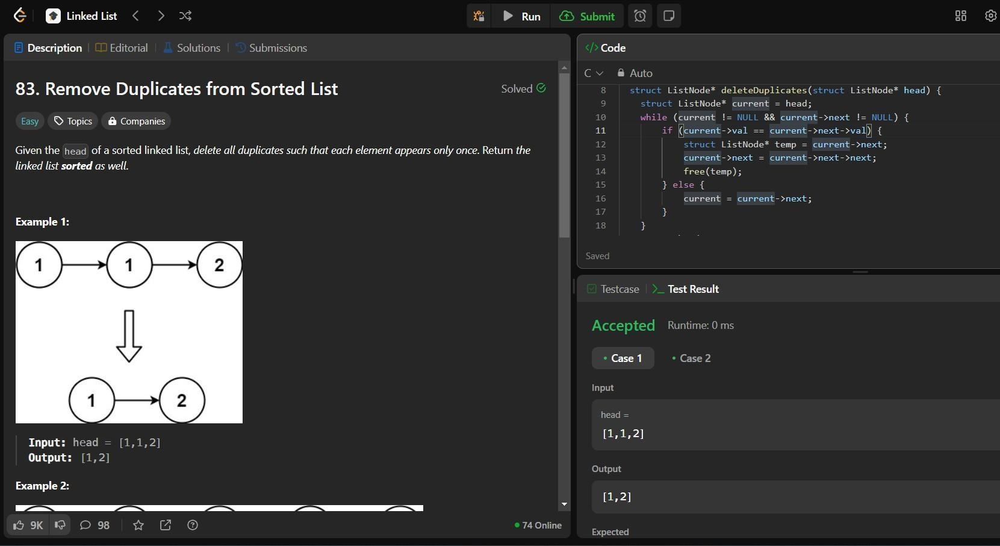 Linked List
Run
Submit
Description
Editorial
Solutions
Submissions
83. Remove Duplicates from Sorted List
Solved
Easy
Topics
Companies
Given the head of a sorted linked list, delete all duplicates such that each element appears only once. Return the
linked list sorted as well.
Example 1:
1 1 2
1 2
Input: head = [1,1,2]
Output: [1,2]
Example 2:
9K
98
74 Online
</> Code
C
Auto
8 struct ListNode* deleteDuplicates(struct ListNode* head) {
9 struct ListNode* current = head;
10 while (current != NULL && current->next != NULL) {
11 if (current->val == current->next->val) {
12 struct ListNode* temp = current->next;
13 current->next = current->next->next;
14 free(temp);
15 } else {
16 current = current->next;
17 }
18 }
Saved
Testcase
Test Result
Accepted Runtime: 0 ms
• Case 1 • Case 2
Input
head =
[1,1,2]
Output
[1,2]
Expected